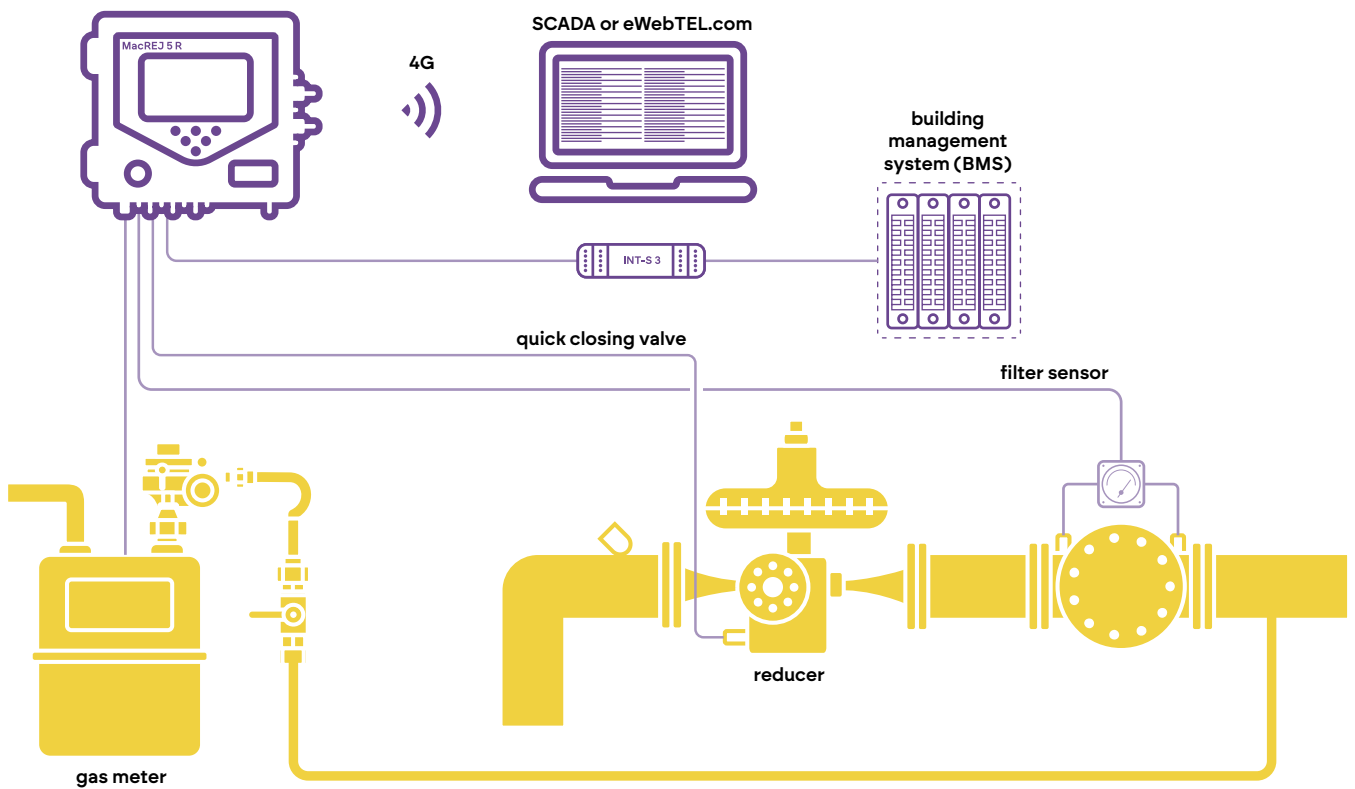 SCADA or eWebTEL.com
MacREJ 5 R
4G
building
management
system (BMS)
INT-S 3
quick closing valve
filter sensor
reducer
gas meter